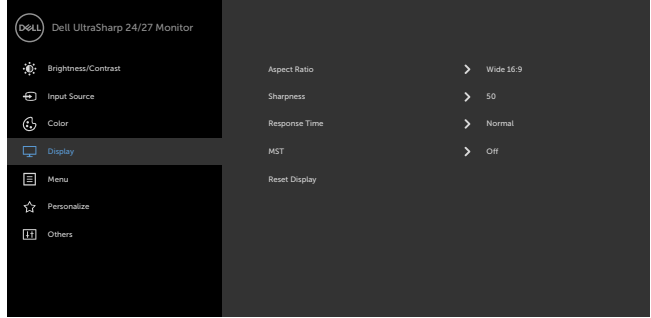 DELL Dell UltraSharp 24/27 Monitor
Brightness/Contrast
Input Source
Color
Display
Menu
Personalize
Others
Aspect Ratio Wide 16:9
Sharpness 50
Response Time Normal
MST Off
Reset Display